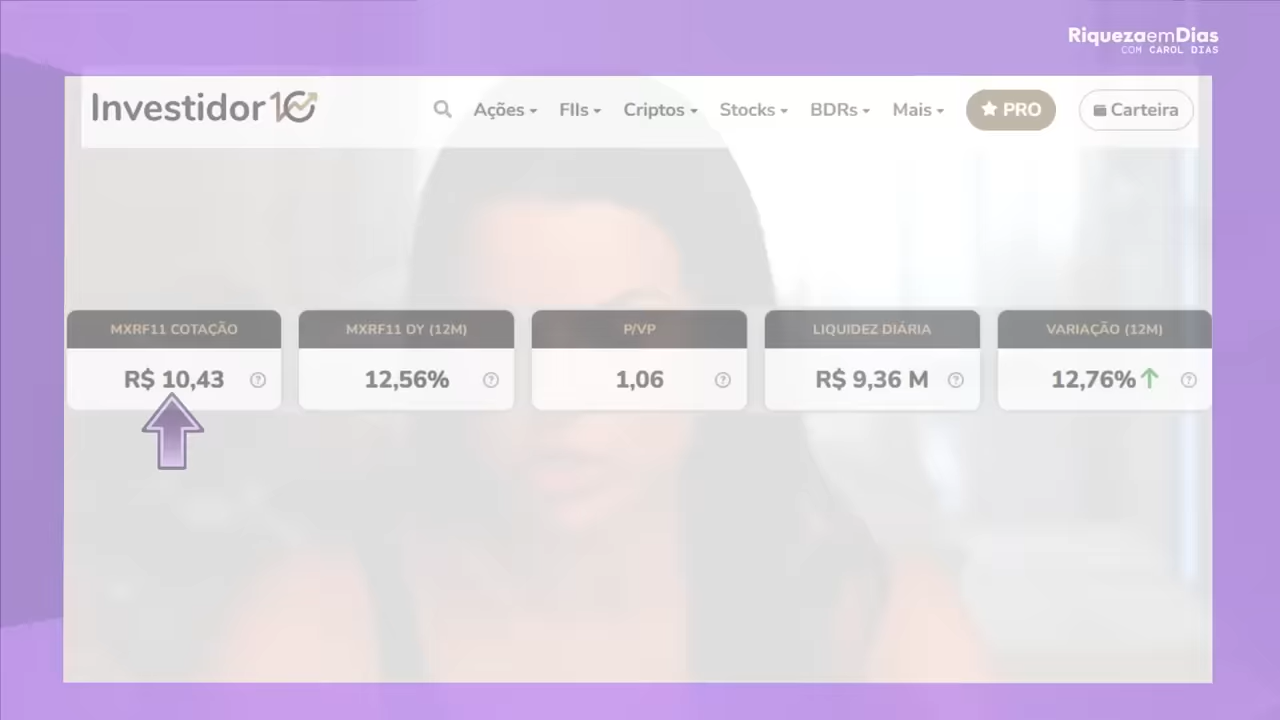 RiquezaemDias
COM CAROL DIAS
Investidor10
Ações
FIIs
Criptos
Stocks
BDRs
Mais
PRO
Carteira
MXRF11 COTAÇÃO
R$ 10,43
MXRF11 DY (12M)
12,56%
P/VP
1,06
LIQUIDEZ DIÁRIA
R$ 9,36 M
VARIAÇÃO (12M)
12,76%